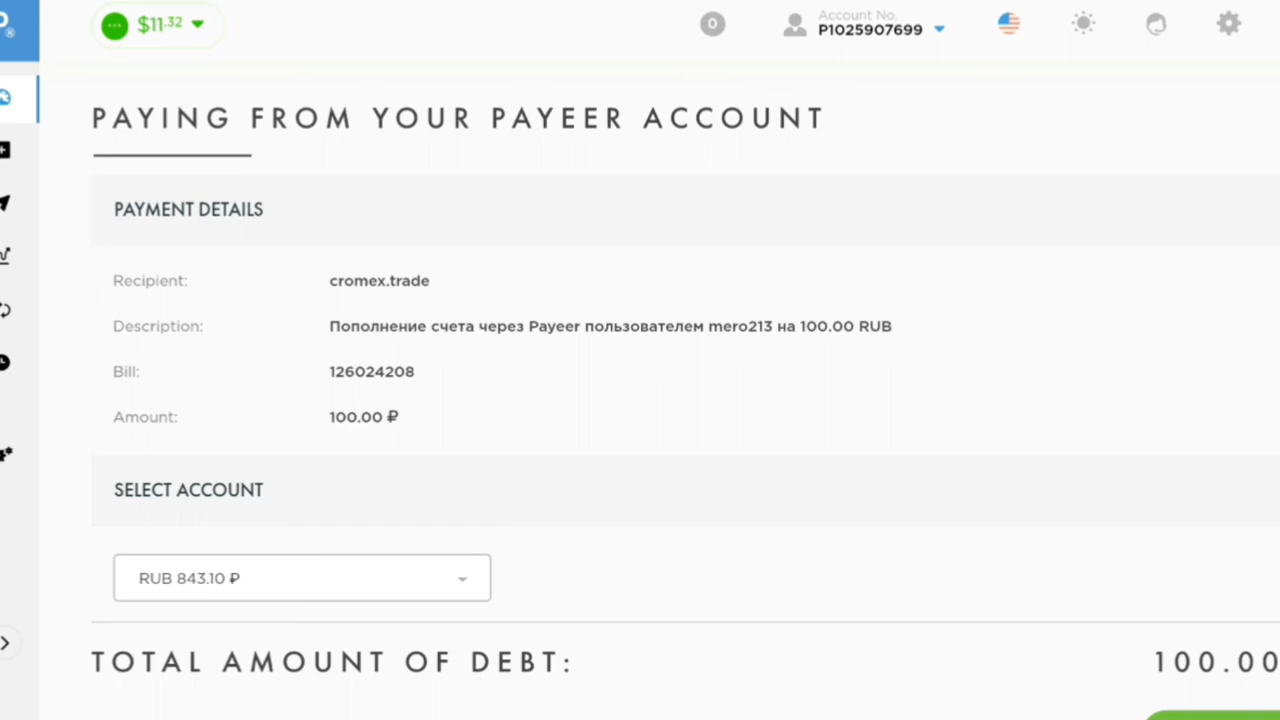 $11.32
0
Account No.
P1025907699
PAYING FROM YOUR PAYEER ACCOUNT
PAYMENT DETAILS
Recipient: cromex.trade
Description: Пополнение счета через Payeer пользователем mero213 на 100.00 RUB
Bill: 126024208
Amount: 100.00 ₽
SELECT ACCOUNT
RUB 843.10 ₽
TOTAL AMOUNT OF DEBT: 100.00